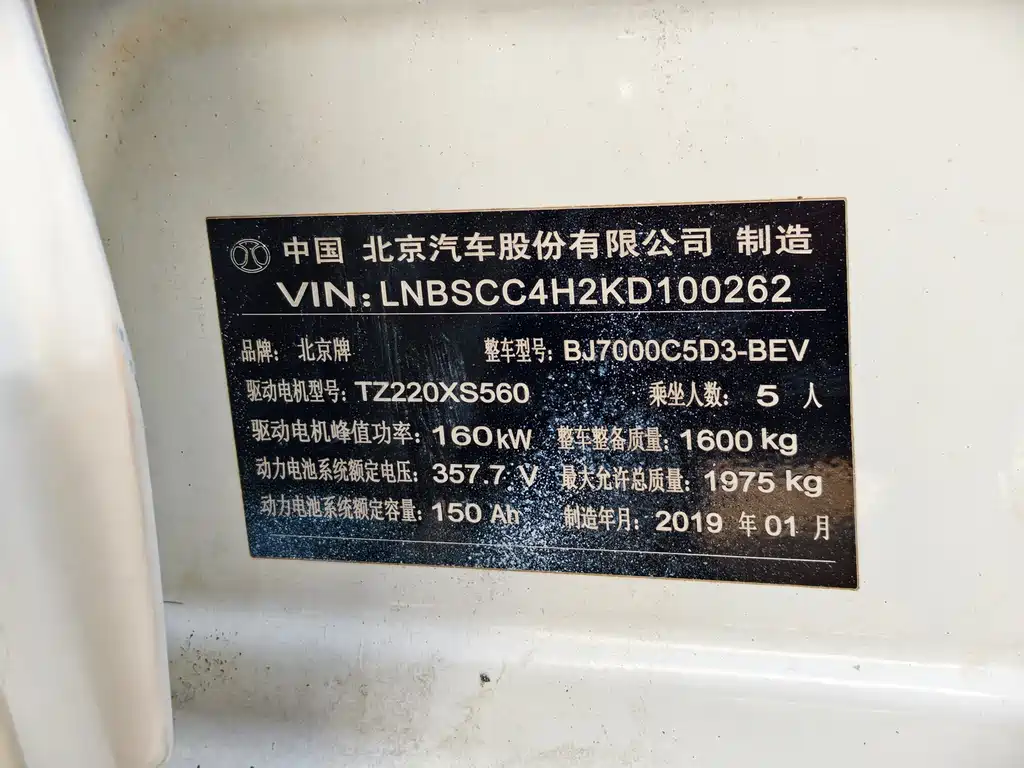 中国 北京汽车股份有限公司 制造
VIN: LNBSCC4H2KD100262
品牌: 北京牌 整车型号: BJ7000C5D3-BEV
驱动电机型号: TZ220XS560 乘坐人数: 5 人
驱动电机峰值功率: 160kW 整车整备质量: 1600 kg
动力电池系统额定电压: 357.7 V 最大允许总质量: 1975 kg
动力电池系统额定容量: 150 Ah 制造年月: 2019 年 01 月